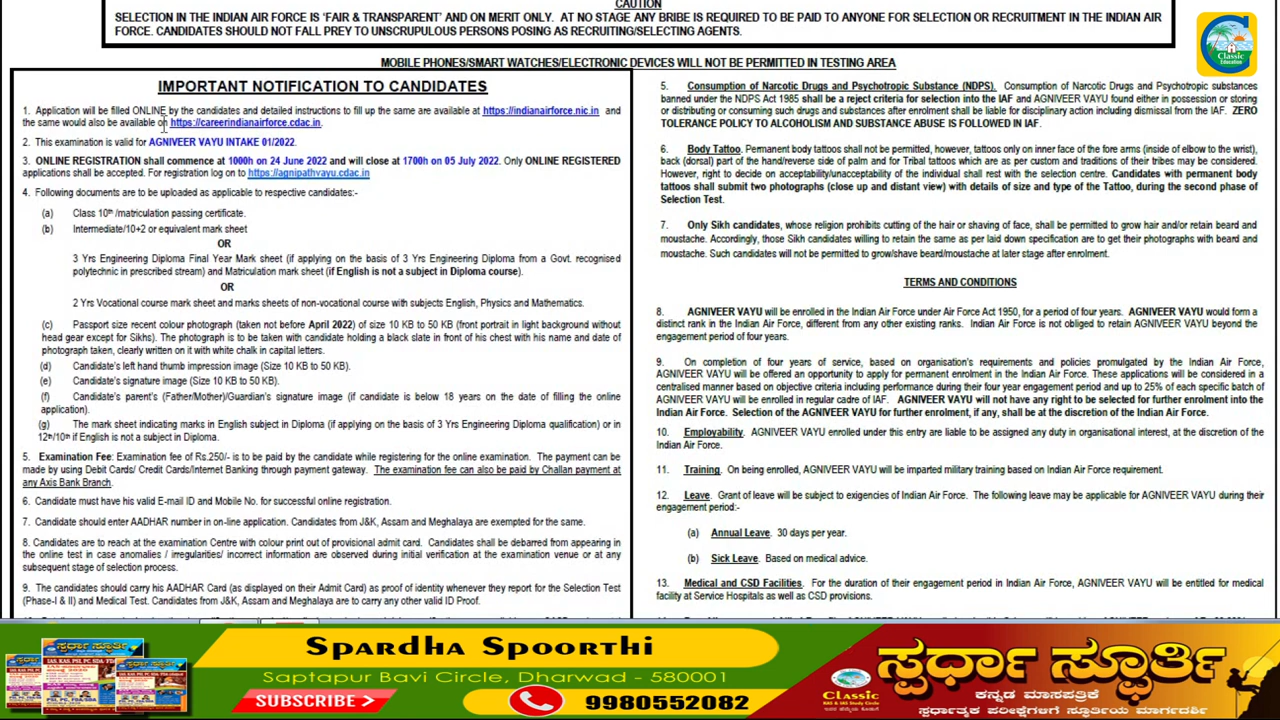 CAUTION
SELECTION IN THE INDIAN AIR FORCE IS 'FAIR & TRANSPARENT' AND ON MERIT ONLY. AT NO STAGE ANY BRIBE IS REQUIRED TO BE PAID TO ANYONE FOR SELECTION OR RECRUITMENT IN THE INDIAN AIR
FORCE. CANDIDATES SHOULD NOT FALL PREY TO UNSCRUPULOUS PERSONS POSING AS RECRUITING/SELECTING AGENTS.
Classic
Education
MOBILE PHONES/SMART WATCHES/ELECTRONIC DEVICES WILL NOT BE PERMITTED IN TESTING AREA
IMPORTANT NOTIFICATION TO CANDIDATES
1. Application will be filled ONLINE by the candidates and detailed instructions to fill up the same are available at https://indianairforce.nic.in and
the same would also be available on https://careerindianairforce.cdac.in.
2. This examination is valid for AGNIVEER VAYU INTAKE 01/2022.
3. ONLINE REGISTRATION shall commence at 1000h on 24 June 2022 and will close at 1700h on 05 July 2022. Only ONLINE REGISTERED
applications shall be accepted. For registration log on to https://agnipathvayu.cdac.in
4. Following documents are to be uploaded as applicable to respective candidates:-
(a) Class 10th /matriculation passing certificate.
(b) Intermediate/10+2 or equivalent mark sheet
OR
3 Yrs Engineering Diploma Final Year Mark sheet (if applying on the basis of 3 Yrs Engineering Diploma from a Govt. recognised
polytechnic in prescribed stream) and Matriculation mark sheet (if English is not a subject in Diploma course).
OR
2 Yrs Vocational course mark sheet and marks sheets of non-vocational course with subjects English, Physics and Mathematics.
(c) Passport size recent colour photograph (taken not before April 2022) of size 10 KB to 50 KB (front portrait in light background without
head gear except for Sikhs). The photograph is to be taken with candidate holding a black slate in front of his chest with his name and date of
photograph taken, clearly written on it with white chalk in capital letters.
(d) Candidate's left hand thumb impression image (Size 10 KB to 50 KB).
(e) Candidate's signature image (Size 10 KB to 50 KB).
(f) Candidate's parent's (Father/Mother)/Guardian's signature image (if candidate is below 18 years on the date of filling the online
application).
(g) The mark sheet indicating marks in English subject in Diploma (if applying on the basis of 3 Yrs Engineering Diploma qualification) or in
12th/10th if English is not a subject in Diploma.
5. Examination Fee: Examination fee of Rs.250/- is to be paid by the candidate while registering for the online examination. The payment can be
made by using Debit Cards/ Credit Cards/Internet Banking through payment gateway. The examination fee can also be paid by Challan payment at
any Axis Bank Branch.
6. Candidate must have his valid E-mail ID and Mobile No. for successful online registration.
7. Candidate should enter AADHAR number in on-line application. Candidates from J&K, Assam and Meghalaya are exempted for the same.
8. Candidates are to reach at the examination Centre with colour print out of provisional admit card. Candidates shall be debarred from appearing in
the online test in case anomalies / irregularities/ incorrect information are observed during initial verification at the examination venue or at any
subsequent stage of selection process.
9. The candidates should carry his AADHAR Card (as displayed on their Admit Card) as proof of identity whenever they report for the Selection Test
(Phase-I & II) and Medical Test. Candidates from J&K, Assam and Meghalaya are to carry any other valid ID Proof.
5. Consumption of Narcotic Drugs and Psychotropic Substance (NDPS). Consumption of Narcotic Drugs and Psychotropic substances
banned under the NDPS Act 1985 shall be a reject criteria for selection into the IAF and AGNIVEER VAYU found either in possession or storing
or distributing or consuming such drugs and substances after enrolment shall be liable for disciplinary action including dismissal from the IAF. ZERO
TOLERANCE POLICY TO ALCOHOLISM AND SUBSTANCE ABUSE IS FOLLOWED IN IAF.
6. Body Tattoo. Permanent body tattoos shall not be permitted, however, tattoos only on inner face of the fore arms (inside of elbow to the wrist),
back (dorsal) part of the hand/reverse side of palm and for Tribal tattoos which are as per custom and traditions of their tribes may be considered.
However, right to decide on acceptability/unacceptability of the individual shall rest with the selection centre. Candidates with permanent body
tattoos shall submit two photographs (close up and distant view) with details of size and type of the Tattoo, during the second phase of
Selection Test.
7. Only Sikh candidates, whose religion prohibits cutting of the hair or shaving of face, shall be permitted to grow hair and/or retain beard and
moustache. Accordingly, those Sikh candidates willing to retain the same as per laid down specification are to get their photographs with beard and
moustache. Such candidates will not be permitted to grow/shave beard/moustache at later stage after enrolment.
TERMS AND CONDITIONS
8. AGNIVEER VAYU will be enrolled in the Indian Air Force under Air Force Act 1950, for a period of four years. AGNIVEER VAYU would form a
distinct rank in the Indian Air Force, different from any other existing ranks. Indian Air Force is not obliged to retain AGNIVEER VAYU beyond the
engagement period of four years.
9. On completion of four years of service, based on organisation's requirements and policies promulgated by the Indian Air Force,
AGNIVEER VAYU will be offered an opportunity to apply for permanent enrolment in the Indian Air Force. These applications will be considered in a
centralised manner based on objective criteria including performance during their four year engagement period and up to 25% of each specific batch of
AGNIVEER VAYU will be enrolled in regular cadre of IAF. AGNIVEER VAYU will not have any right to be selected for further enrolment into the
Indian Air Force. Selection of the AGNIVEER VAYU for further enrolment, if any, shall be at the discretion of the Indian Air Force.
10. Employability. AGNIVEER VAYU enrolled under this entry are liable to be assigned any duty in organisational interest, at the discretion of the
Indian Air Force.
11. Training. On being enrolled, AGNIVEER VAYU will be imparted military training based on Indian Air Force requirement.
12. Leave. Grant of leave will be subject to exigencies of Indian Air Force. The following leave may be applicable for AGNIVEER VAYU during their
engagement period:-
(a) Annual Leave. 30 days per year.
(b) Sick Leave. Based on medical advice.
13. Medical and CSD Facilities. For the duration of their engagement period in Indian Air Force, AGNIVEER VAYU will be entitled for medical
facility at Service Hospitals as well as CSD provisions.
Spardha Spoorthi
Saptapur Bavi Circle, Dharwad - 580001
SUBSCRIBE
9980552082
ಸ್ಪರ್ಧಾ ಸ್ಫೂರ್ತಿ
Classic
ಕನ್ನಡ ಮಾಸಪತ್ರಿಕೆ
ಸ್ಪರ್ಧಾತ್ಮಕ ಪರೀಕ್ಷೆಗಳಿಗೆ ಸ್ಫೂರ್ತಿದಾಯಕ ಮಾರ್ಗದರ್ಶಿ